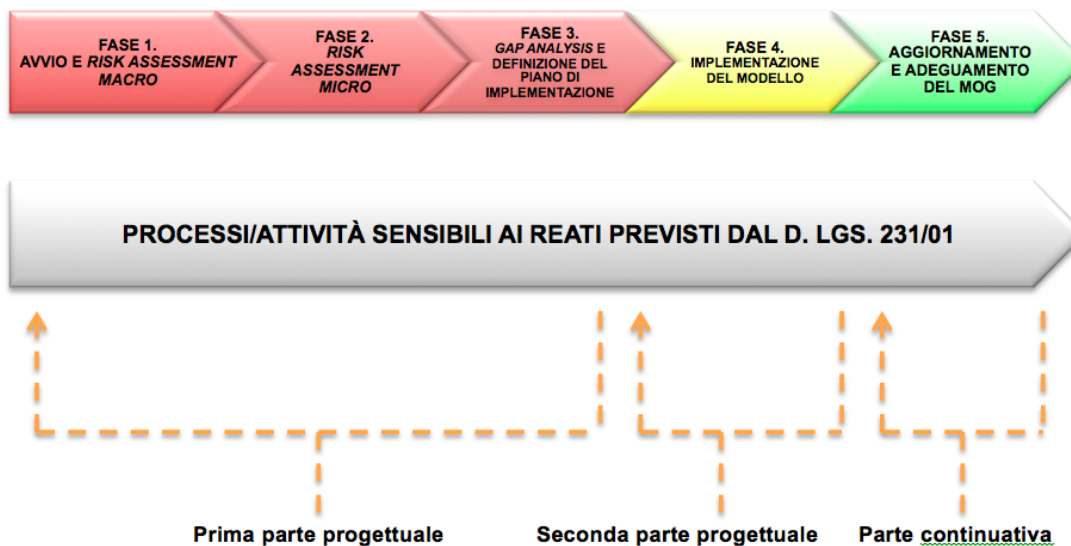 FASE 1.
AVVIO E RISK ASSESSMENT
MACRO
FASE 2.
RISK
ASSESSMENT
MICRO
FASE 3.
GAP ANALYSIS E
DEFINIZIONE DEL
PIANO DI
IMPLEMENTAZIONE
FASE 4.
IMPLEMENTAZIONE
DEL MODELLO
FASE 5.
AGGIORNAMENTO
E ADEGUAMENTO
DEL MOG
PROCESSI/ATTIVITÀ SENSIBILI AI REATI PREVISTI DAL D. LGS. 231/01
Prima parte progettuale
Seconda parte progettuale
Parte continuativa